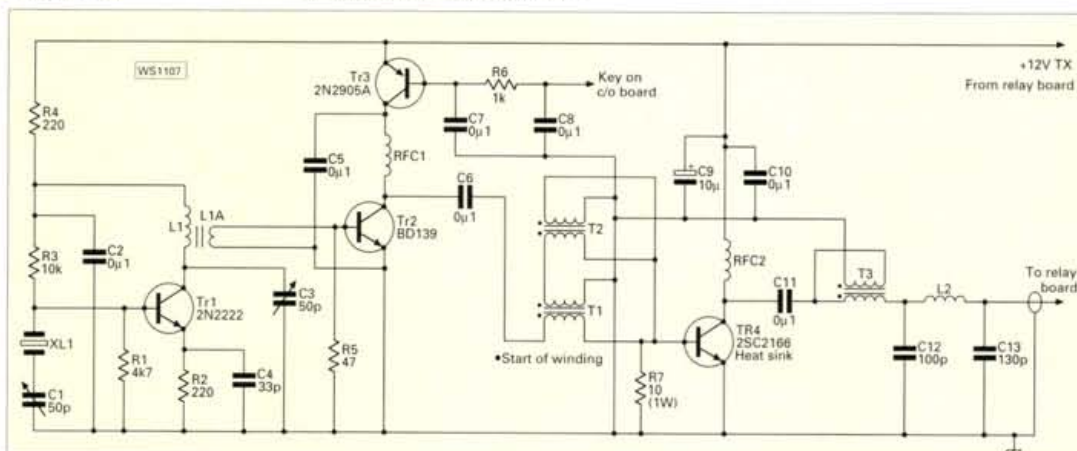 WS1107
Tr3
2N2905A
R6
1k
Key on
c/o board
+12V TX
From relay board
R4
220
C7
0µ1
C8
0µ1
C5
0µ1
RFC1
C6
0µ1
C9
10µ
+
C10
0µ1
L1
L1A
Tr2
BD139
T2
RFC2
R3
10k
C2
0µ1
C11
0µ1
T3
To relay
board
L2
Tr1
2N2222
C3
50p
T1
XL1
•Start of winding
TR4
2SC2166
Heat sink
R1
4k7
R2
220
C4
33p
R5
47
R7
10
(1W)
C12
100p
C13
130p
C1
50p